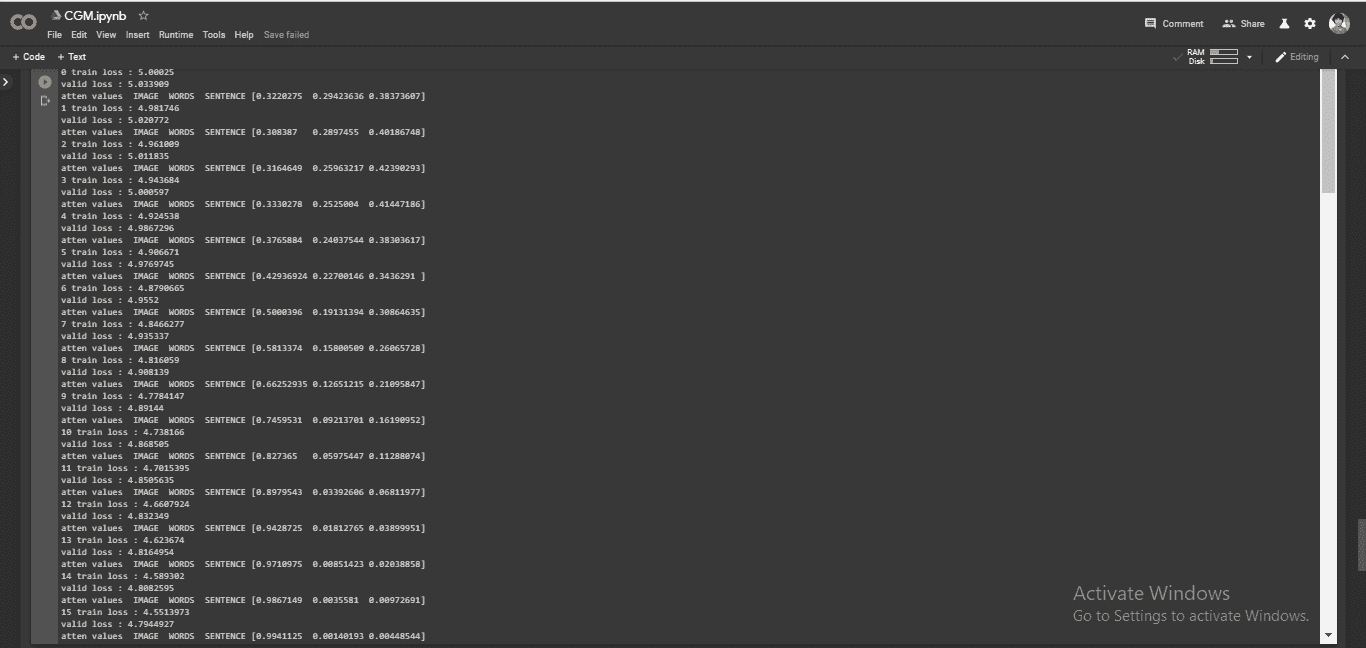 CGM.ipynb
File Edit View Insert Runtime Tools Help Save failed
Comment Share
+ Code + Text
RAM
Disk
Editing
0 train loss : 5.00025
valid loss : 5.033909
atten values IMAGE WORDS SENTENCE [0.3220275 0.29423636 0.38373607]
1 train loss : 4.981746
valid loss : 5.020772
atten values IMAGE WORDS SENTENCE [0.308387 0.2897455 0.40186748]
2 train loss : 4.961009
valid loss : 5.011835
atten values IMAGE WORDS SENTENCE [0.3164649 0.25963217 0.42390293]
3 train loss : 4.943684
valid loss : 5.000597
atten values IMAGE WORDS SENTENCE [0.3330278 0.2525004 0.41447186]
4 train loss : 4.924538
valid loss : 4.9867296
atten values IMAGE WORDS SENTENCE [0.3765884 0.24037544 0.38303617]
5 train loss : 4.906671
valid loss : 4.9769745
atten values IMAGE WORDS SENTENCE [0.42936924 0.22700146 0.3436291 ]
6 train loss : 4.8790665
valid loss : 4.9552
atten values IMAGE WORDS SENTENCE [0.5000396 0.19131394 0.30864635]
7 train loss : 4.8466277
valid loss : 4.935337
atten values IMAGE WORDS SENTENCE [0.5813374 0.15800509 0.26065728]
8 train loss : 4.816059
valid loss : 4.908139
atten values IMAGE WORDS SENTENCE [0.66252935 0.12651215 0.21095847]
9 train loss : 4.7784147
valid loss : 4.89144
atten values IMAGE WORDS SENTENCE [0.7459531 0.09213701 0.16190952]
10 train loss : 4.738166
valid loss : 4.868505
atten values IMAGE WORDS SENTENCE [0.827365 0.05975447 0.11288074]
11 train loss : 4.7015395
valid loss : 4.8505635
atten values IMAGE WORDS SENTENCE [0.8979543 0.03392606 0.06811977]
12 train loss : 4.6607924
valid loss : 4.832349
atten values IMAGE WORDS SENTENCE [0.9428725 0.01812765 0.03899951]
13 train loss : 4.623674
valid loss : 4.8164954
atten values IMAGE WORDS SENTENCE [0.9710975 0.00851423 0.02038858]
14 train loss : 4.589302
valid loss : 4.8082595
atten values IMAGE WORDS SENTENCE [0.9867149 0.0035581 0.00972691]
15 train loss : 4.5513973
valid loss : 4.7944927
atten values IMAGE WORDS SENTENCE [0.9941125 0.00140193 0.00448544]
Activate Windows
Go to Settings to activate Windows.